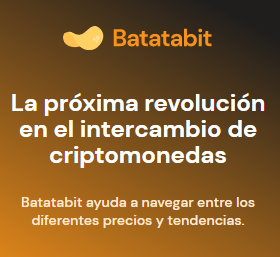 Batatabit
La próxima revolución
en el intercambio de
criptomonedas
Batatabit ayuda a navegar entre los
diferentes precios y tendencias.